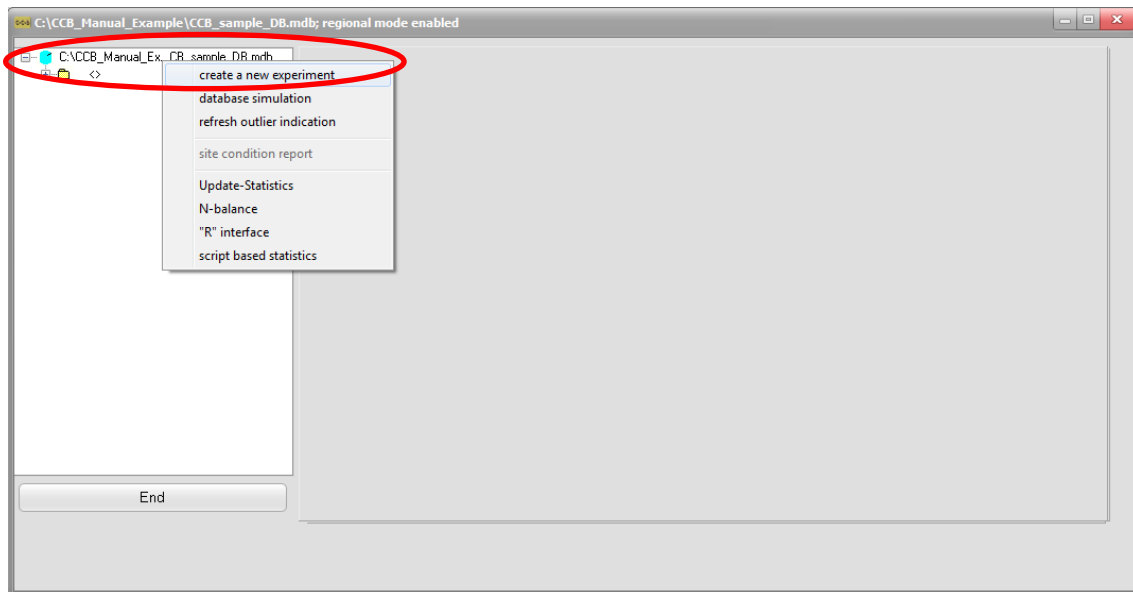 C:\CCB_Manual_Example\CCB_sample_DB.mdb; regional mode enabled
C:\CCB_Manual_Ex CB_sample_DB.mdb
<>
create a new experiment
database simulation
refresh outlier indication
site condition report
Update-Statistics
N-balance
"R" interface
script based statistics
End